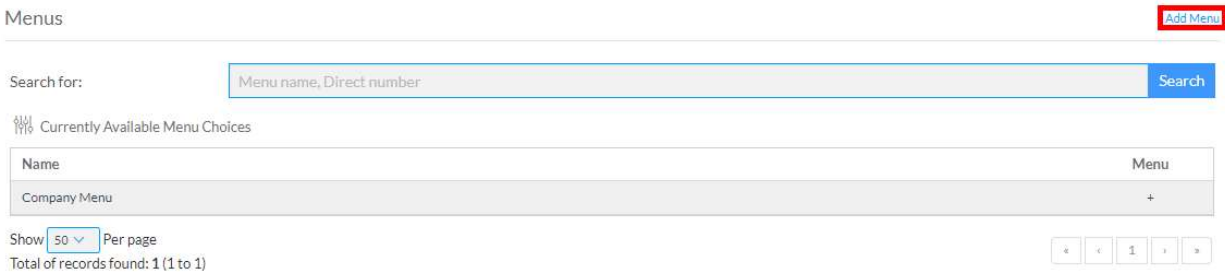 Menus Add Menu
Search for: Menu name, Direct number Search
Currently Available Menu Choices
Name Menu
Company Menu +
Show 50 Per page
« ‹ 1 › »
Total of records found: 1 (1 to 1)